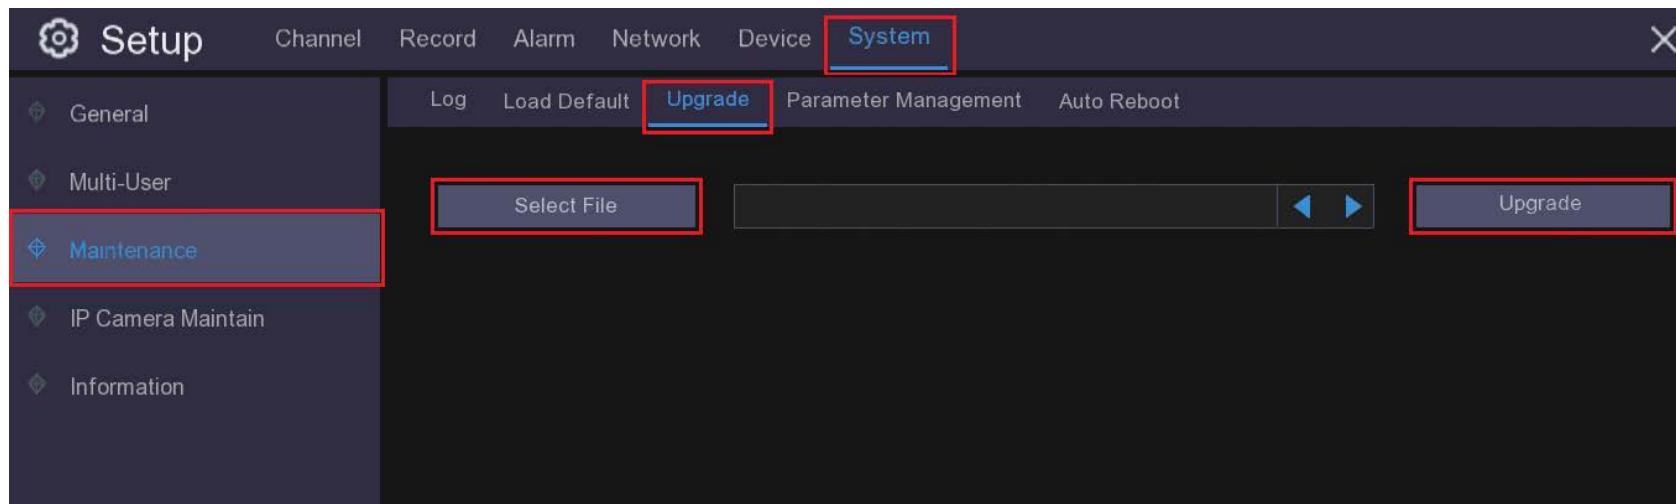 Setup Channel Record Alarm Network Device System
General
Log Load Default Upgrade Parameter Management Auto Reboot
Multi-User
Select File Upgrade
Maintenance
IP Camera Maintain
Information